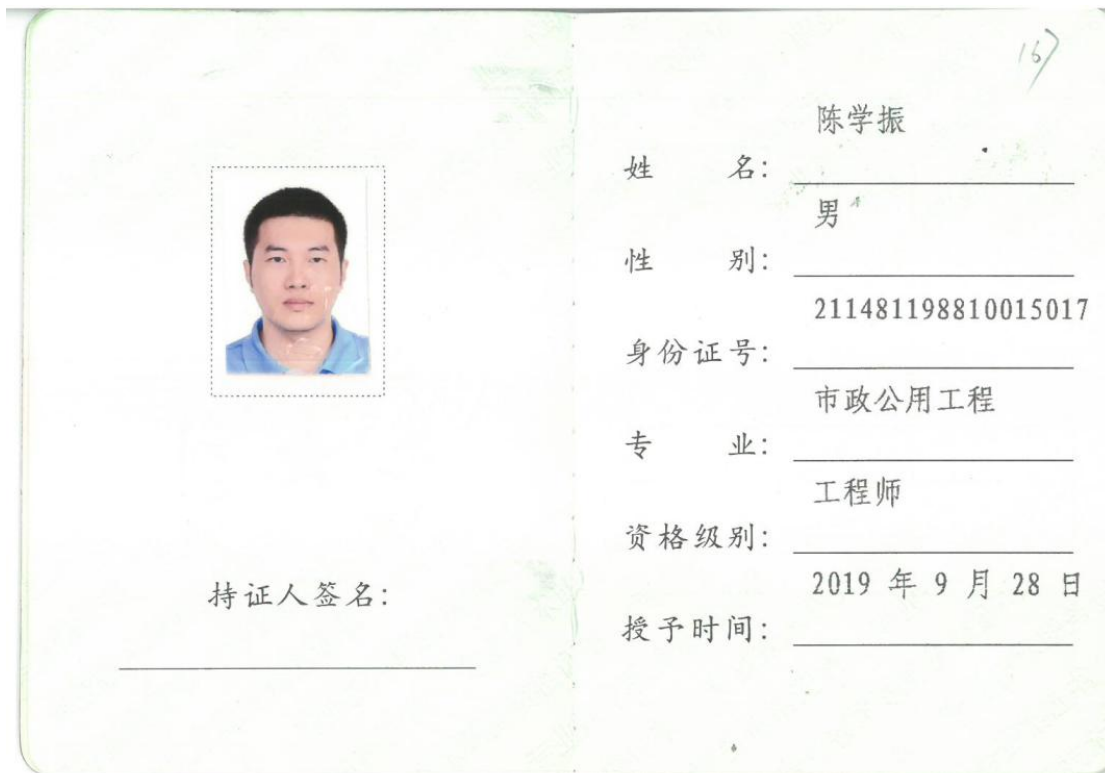 167
陈学振
姓 名:
男
性 别:
211481198810015017
身份证号:
市政公用工程
专 业:
工程师
资格级别:
2019 年 9 月 28 日
授予时间:
持证人签名: